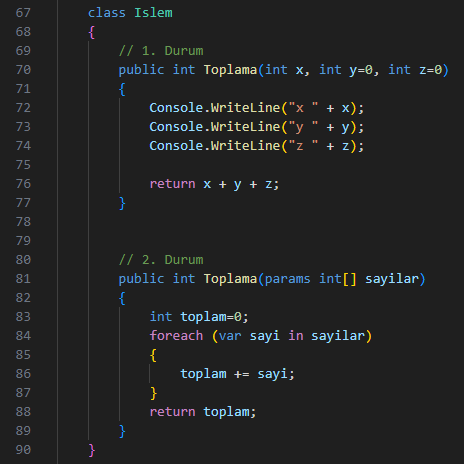 67 class Islem
68 {
69 // 1. Durum
70 public int Toplama(int x, int y=0, int z=0)
71 {
72 Console.WriteLine("x " + x);
73 Console.WriteLine("y " + y);
74 Console.WriteLine("z " + z);
75
76 return x + y + z;
77 }
78
79
80 // 2. Durum
81 public int Toplama(params int[] sayilar)
82 {
83 int toplam=0;
84 foreach (var sayi in sayilar)
85 {
86 toplam += sayi;
87 }
88 return toplam;
89 }
90 }